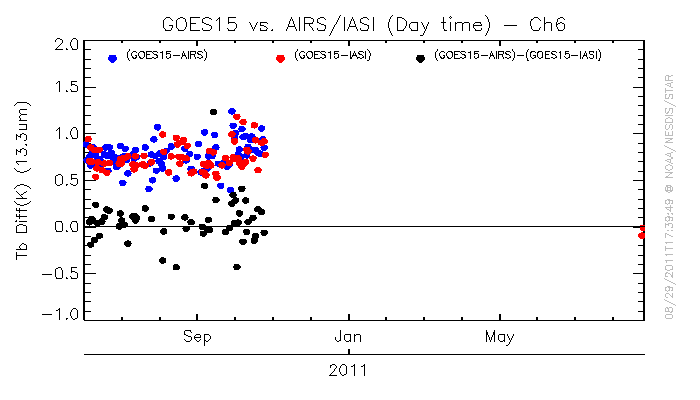 GOES15 vs. AIRS/IASI (Day time) - Ch6
(GOES15-AIRS) (GOES15-IASI) (GOES15-AIRS)-(GOES15-IASI)
2.0
1.5
1.0
0.5
0.0
-0.5
-1.0
Tb Diff(K) (13.3um)
Sep Jan May
2011
08/29/2011T17:39:49 @ NOAA/NESDIS/STAR